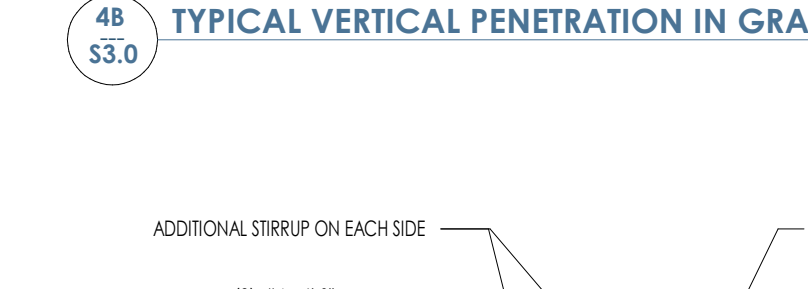 4B
S3.0
TYPICAL VERTICAL PENETRATION IN GRA
ADDITIONAL STIRRUP ON EACH SIDE